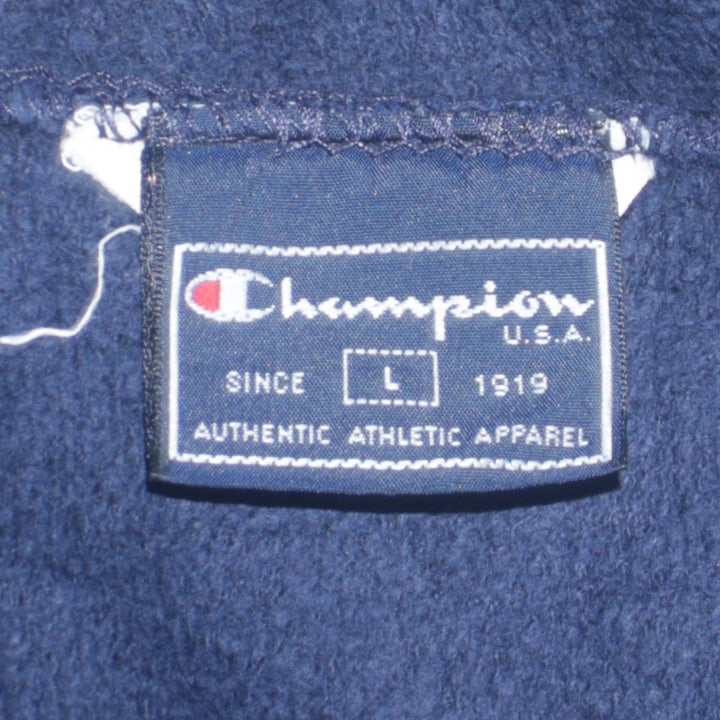 Champion
U.S.A.
SINCE L 1919
AUTHENTIC ATHLETIC APPAREL